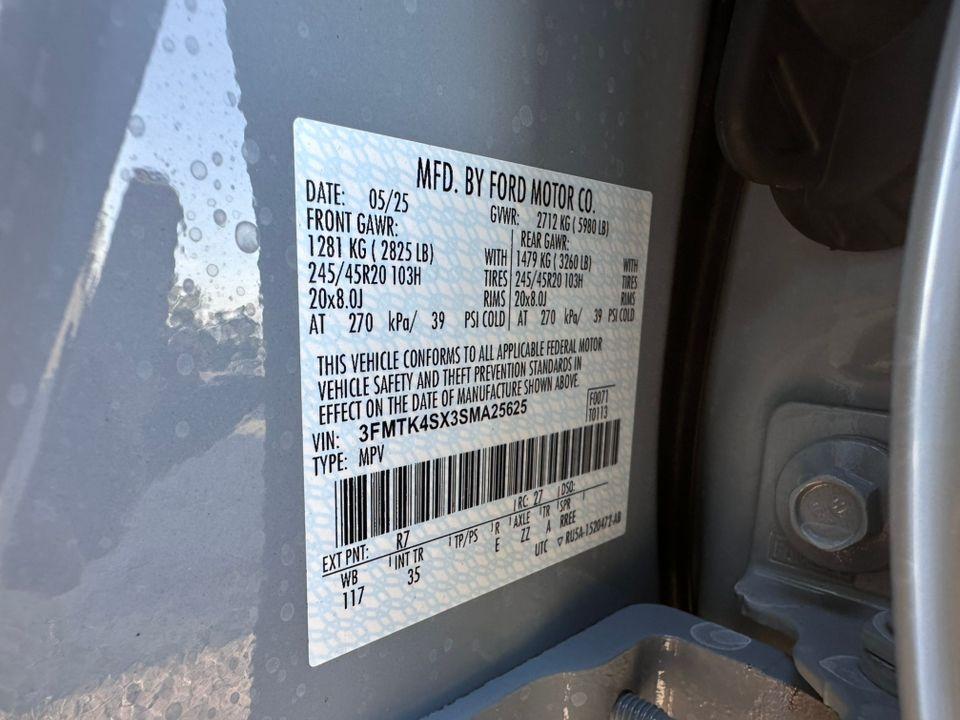 MFD. BY FORD MOTOR CO.
DATE: 05/25 GVWR: 2712 KG ( 5980 LB)
FRONT GAWR: REAR GAWR:
1281 KG ( 2825 LB) WITH 1479 KG ( 3260 LB) WITH
245/45R20 103H TIRES 245/45R20 103H TIRES
20x8.0J RIMS 20x8.0J RIMS
AT 270 kPa/ 39 PSI COLD AT 270 kPa/ 39 PSI COLD
THIS VEHICLE CONFORMS TO ALL APPLICABLE FEDERAL MOTOR
VEHICLE SAFETY AND THEFT PREVENTION STANDARDS IN
EFFECT ON THE DATE OF MANUFACTURE SHOWN ABOVE.
VIN: 3FMTK4SX3SMA25625 F0071
TYPE: MPV T0113
EXT PNT: R7 RC: 27 DSO:
WB INT TR TP/PS R AXLE TR SPR
117 35 E ZZ A RREE
UTC RU5A-1520472-AB